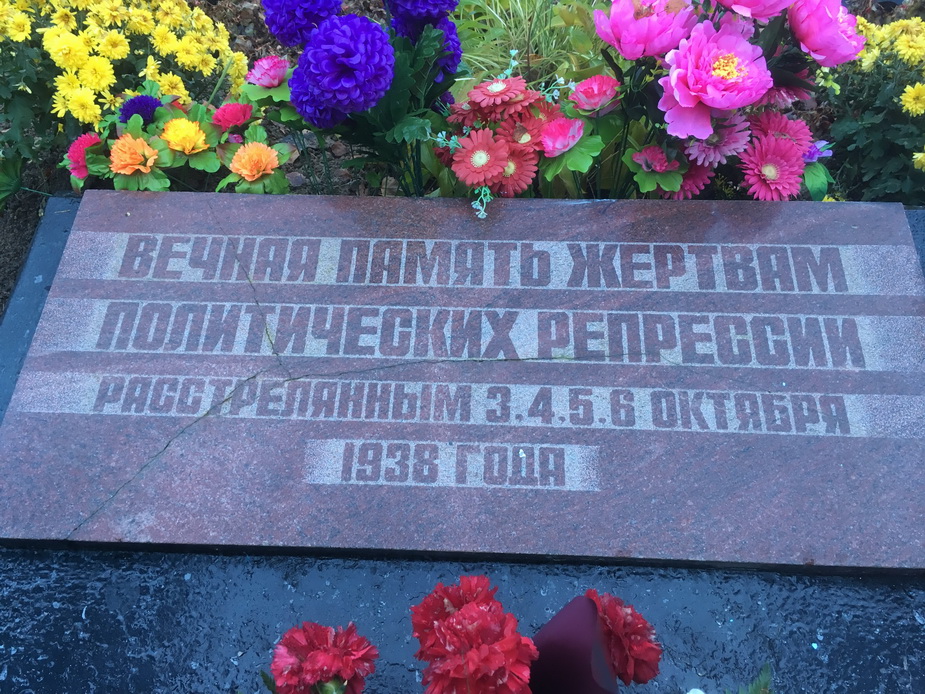 ВЕЧНАЯ ПАМЯТЬ ЖЕРТВАМ
ПОЛИТИЧЕСКИХ РЕПРЕССИИ
РАССТРЕЛЯННЫМ 3.4.5.6 ОКТЯБРЯ
1938 ГОДА